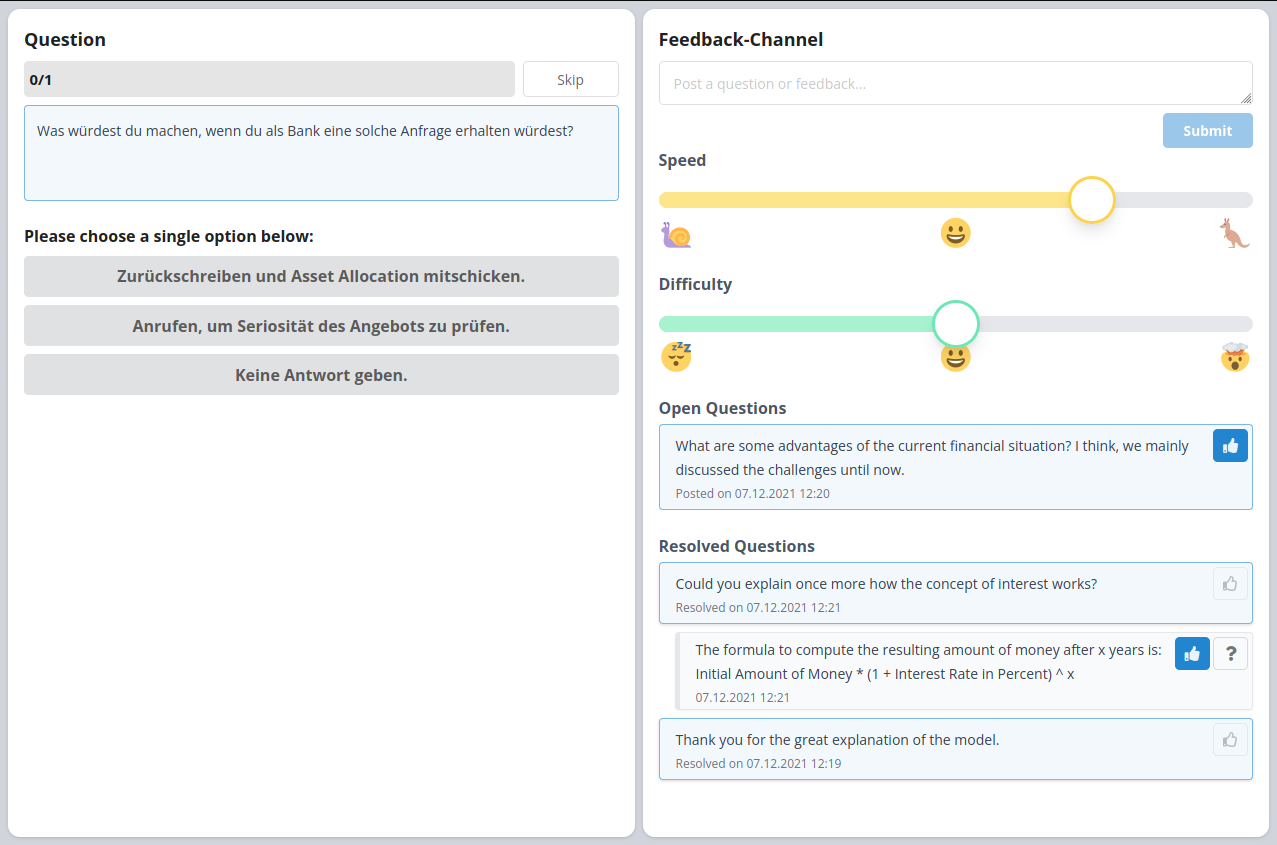 Question
0/1
Skip
Was würdest du machen, wenn du als Bank eine solche Anfrage erhalten würdest?
Please choose a single option below:
Zurückschreiben und Asset Allocation mitschicken.
Anrufen, um Seriosität des Angebots zu prüfen.
Keine Antwort geben.
Feedback-Channel
Post a question or feedback...
Submit
Speed
Difficulty
Open Questions
What are some advantages of the current financial situation? I think, we mainly
discussed the challenges until now.
Posted on 07.12.2021 12:20
Resolved Questions
Could you explain once more how the concept of interest works?
Resolved on 07.12.2021 12:21
The formula to compute the resulting amount of money after x years is:
Initial Amount of Money * (1 + Interest Rate in Percent) ^ x
07.12.2021 12:21
?
Thank you for the great explanation of the model.
Resolved on 07.12.2021 12:19